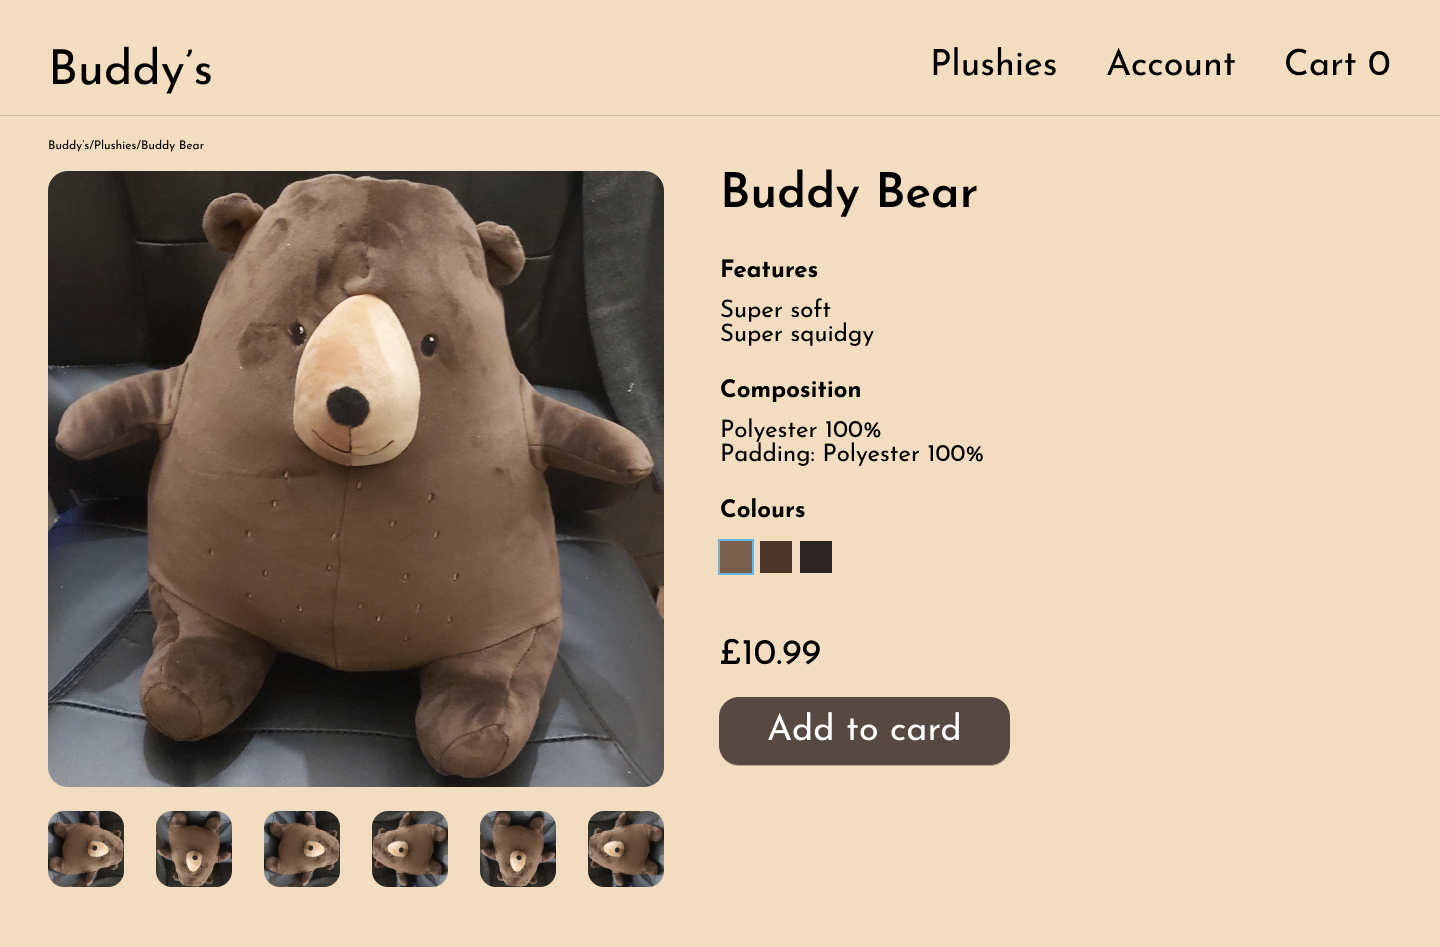 Buddy’s
Plushies Account Cart 0
Buddy’s/Plushies/Buddy Bear
Buddy Bear
Features
Super soft
Super squidgy
Composition
Polyester 100%
Padding: Polyester 100%
Colours
£10.99
Add to card